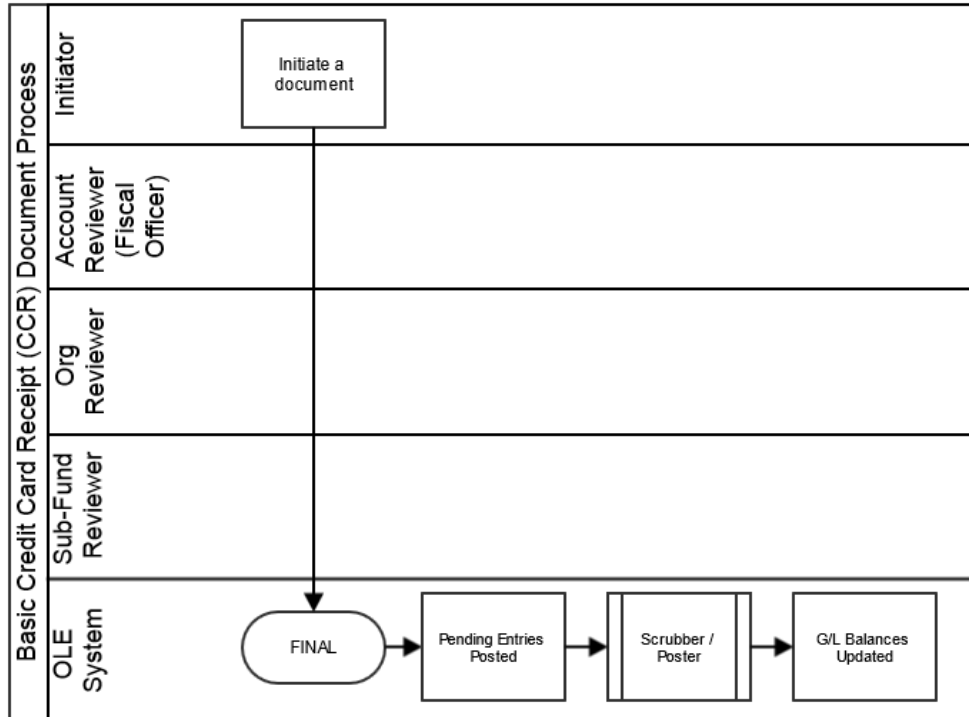 Basic Credit Card Receipt (CCR) Document Process
Initiator
Initiate a
document
Account
Reviewer
(Fiscal
Officer)
Org
Reviewer
Sub-Fund
Reviewer
OLE
System
FINAL
Pending Entries
Posted
Scrubber /
Poster
G/L Balances
Updated